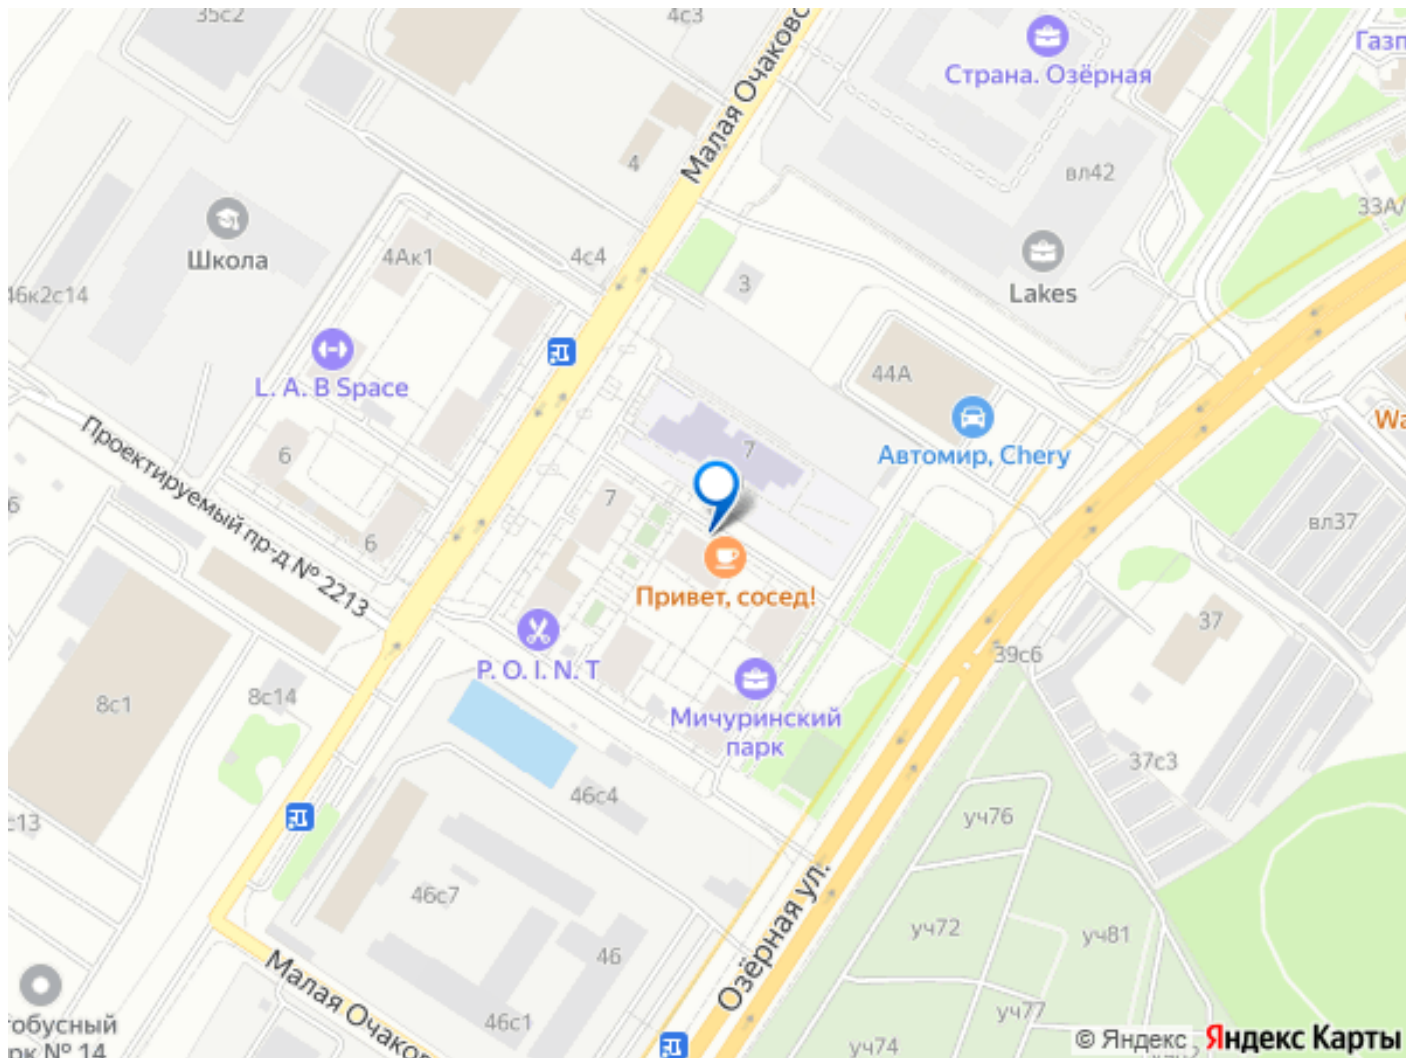 35с2
4с3
Малая Очаковс
Страна. Озёрная
Газп
4
вл42
33А/
Школа
4Ак1
4с4
3
Lakes
46к2с14
L. A. B Space
44А
Автомир, Chery
Wa
Проектируемый пр-д № 2213
6
7
7
6
6
вл37
Привет, сосед!
P. O. I. N. T
37
39с6
8с1
8с14
Мичуринский
парк
46с4
37с3
с13
уч76
46с7
Озёрная ул.
уч72
уч81
46
Малая Очаков
тобусный
рк № 14
46с1
уч77
уч74
© Яндекс
Яндекс Карты